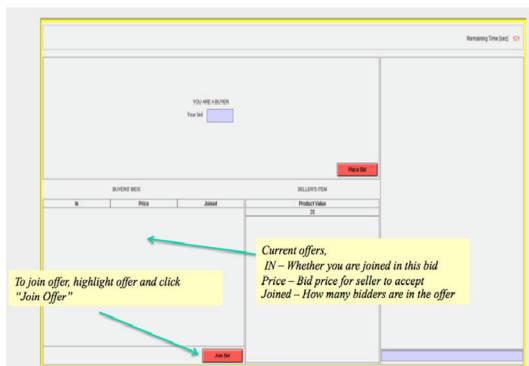 Remaining Time [sec] 101
YOU ARE A BUYER
Your bid
Place Bid
BUYERS' BIDS
SELLER'S ITEM
In Price Joined Product Value
20
Current offers,
IN – Whether you are joined in this bid
Price – Bid price for seller to accept
Joined – How many bidders are in the offer
To join offer, highlight offer and click
“Join Offer”
Join Bid